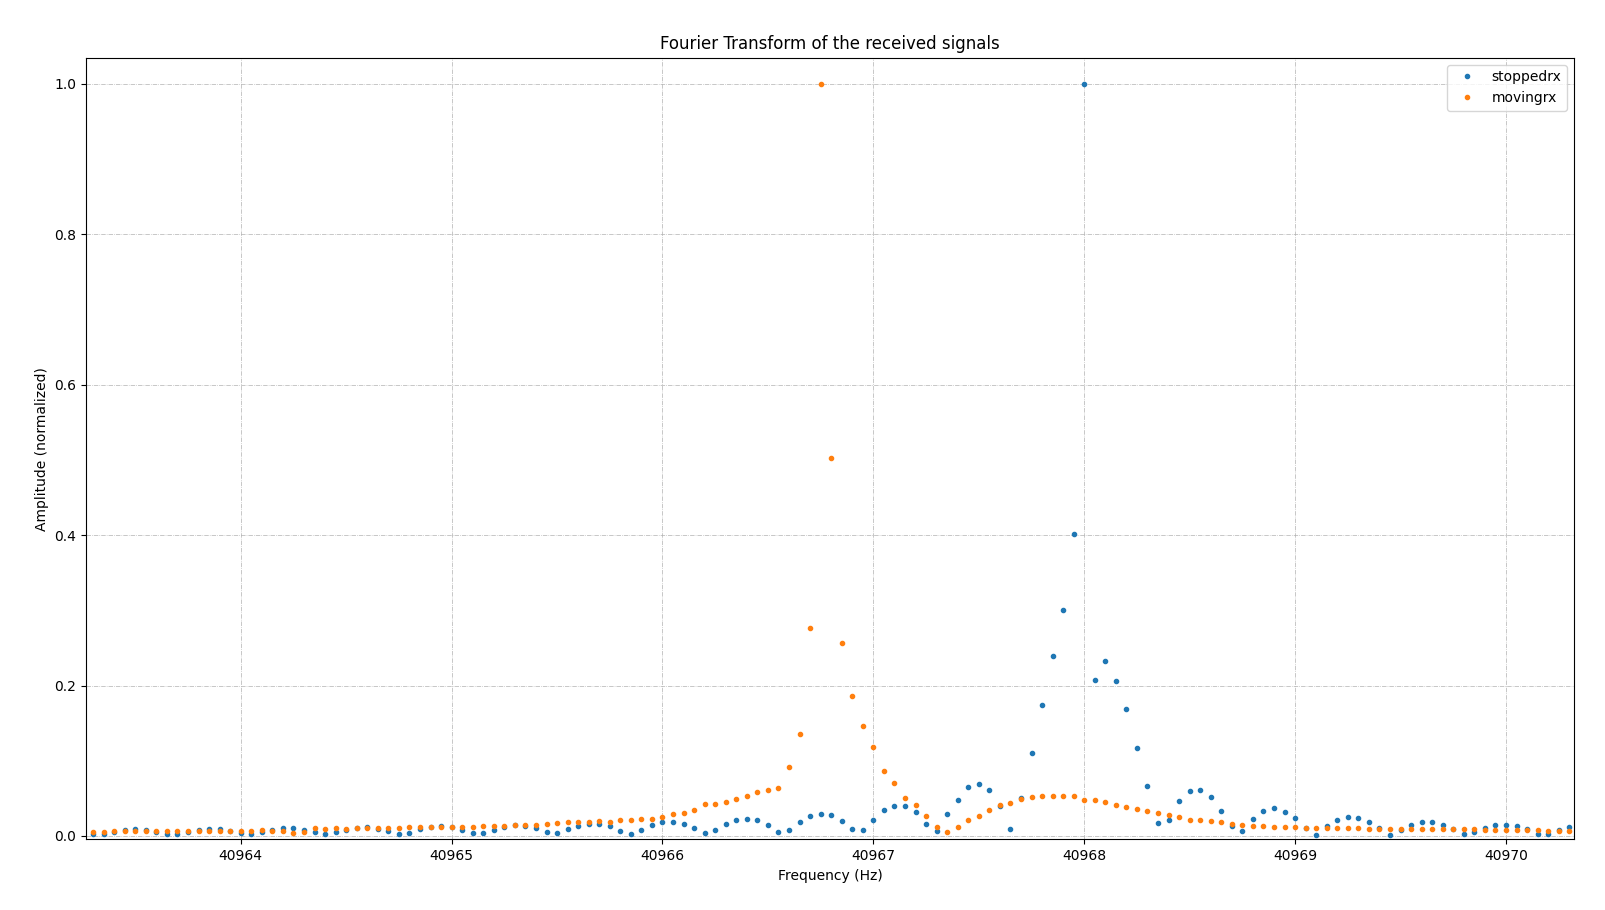 Fourier Transform of the received signals
stoppedrx
movingrx
1.0
0.8
0.6
0.4
0.2
0.0
Amplitude (normalized)
40964 40965 40966 40967 40968 40969 40970
Frequency (Hz)